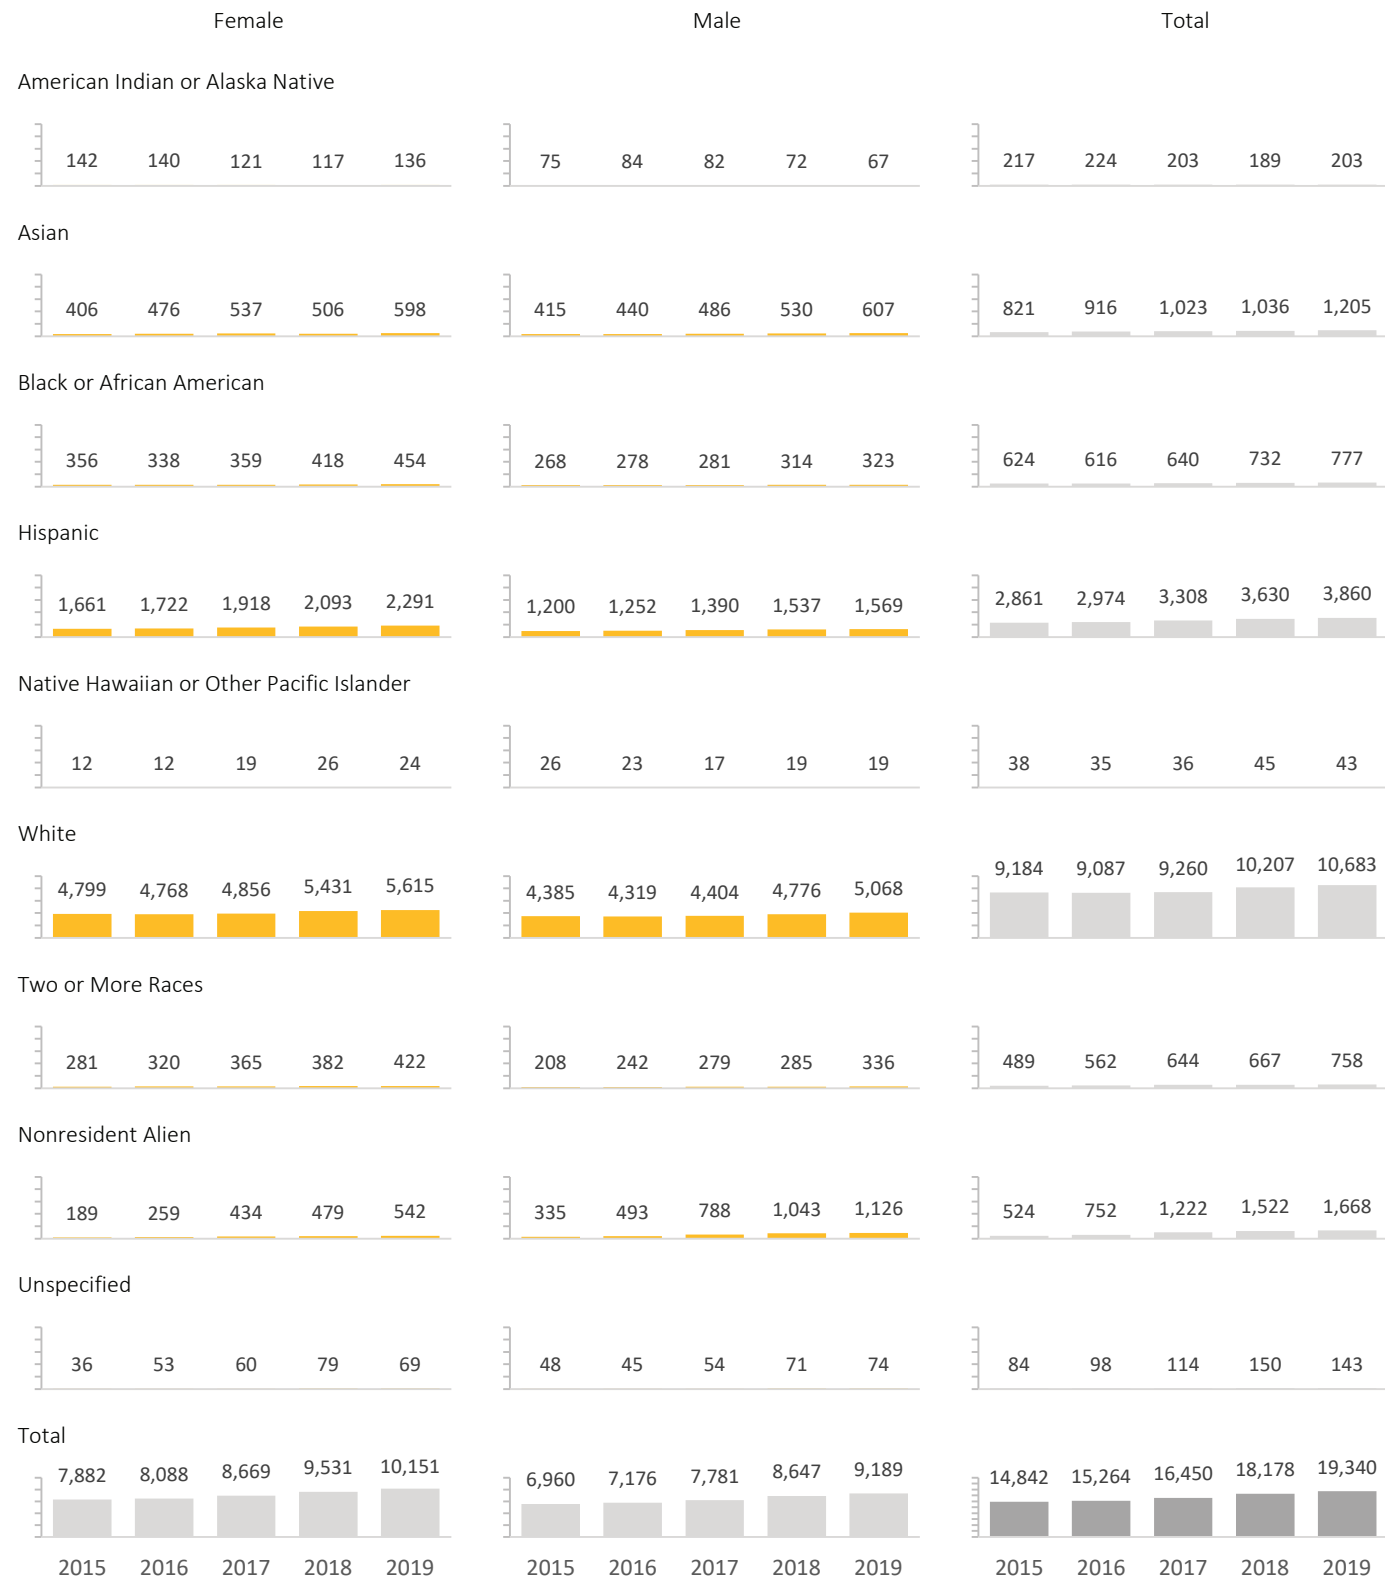 Female Male Total
American Indian or Alaska Native
142 140 121 117 136 75 84 82 72 67 217 224 203 189 203
Asian
406 476 537 506 598 415 440 486 530 607 821 916 1,023 1,036 1,205
Black or African American
356 338 359 418 454 268 278 281 314 323 624 616 640 732 777
Hispanic
1,661 1,722 1,918 2,093 2,291 1,200 1,252 1,390 1,537 1,569 2,861 2,974 3,308 3,630 3,860
Native Hawaiian or Other Pacific Islander
12 12 19 26 24 26 23 17 19 19 38 35 36 45 43
White
4,799 4,768 4,856 5,431 5,615 4,385 4,319 4,404 4,776 5,068 9,184 9,087 9,260 10,207 10,683
Two or More Races
281 320 365 382 422 208 242 279 285 336 489 562 644 667 758
Nonresident Alien
189 259 434 479 542 335 493 788 1,043 1,126 524 752 1,222 1,522 1,668
Unspecified
36 53 60 79 69 48 45 54 71 74 84 98 114 150 143
Total
7,882 8,088 8,669 9,531 10,151 6,960 7,176 7,781 8,647 9,189 14,842 15,264 16,450 18,178 19,340
2015 2016 2017 2018 2019 2015 2016 2017 2018 2019 2015 2016 2017 2018 2019